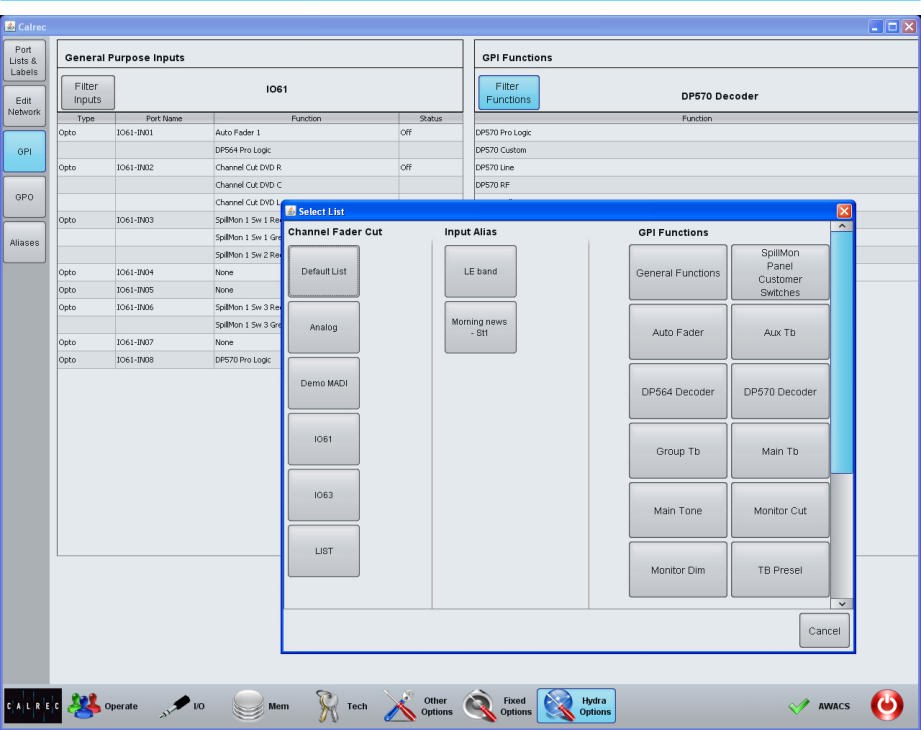 Calrec
Port
Lists &
Labels
Edit
Network
GPI
GPO
Aliases
General Purpose Inputs
Filter
Inputs
IO61
Type Port Name Function Status
Opto IO61-IN01 Auto Fader 1 Off
DP564 Pro Logic
Opto IO61-IN02 Channel Cut DVD R Off
Channel Cut DVD C
Channel Cut DVD L
Opto IO61-IN03 SpillMon 1 Sw 1
SpillMon 1 Sw 1
SpillMon 1 Sw 2
Opto IO61-IN04 None
Opto IO61-IN05 None
Opto IO61-IN06 SpillMon 1 Sw 3
SpillMon 1 Sw 3
Opto IO61-IN07 None
Opto IO61-IN08 DP570 Pro Logic
GPI Functions
Filter
Functions
DP570 Decoder
Function
DP570 Pro Logic
DP570 Custom
DP570 Line
DP570 RF
Select List
Channel Fader Cut
Default List
Analog
Demo MADI
IO61
IO63
LIST
Input Alias
LE band
Morning news
- St1
GPI Functions
General Functions
SpillMon
Panel
Customer
Switches
Auto Fader Aux Tb
DP564 Decoder DP570 Decoder
Group Tb Main Tb
Main Tone Monitor Cut
Monitor Dim TB Presel
Cancel
CALREC
Operate
I/O
Mem
Tech
Other
Options
Fixed
Options
Hydra
Options
AWACS